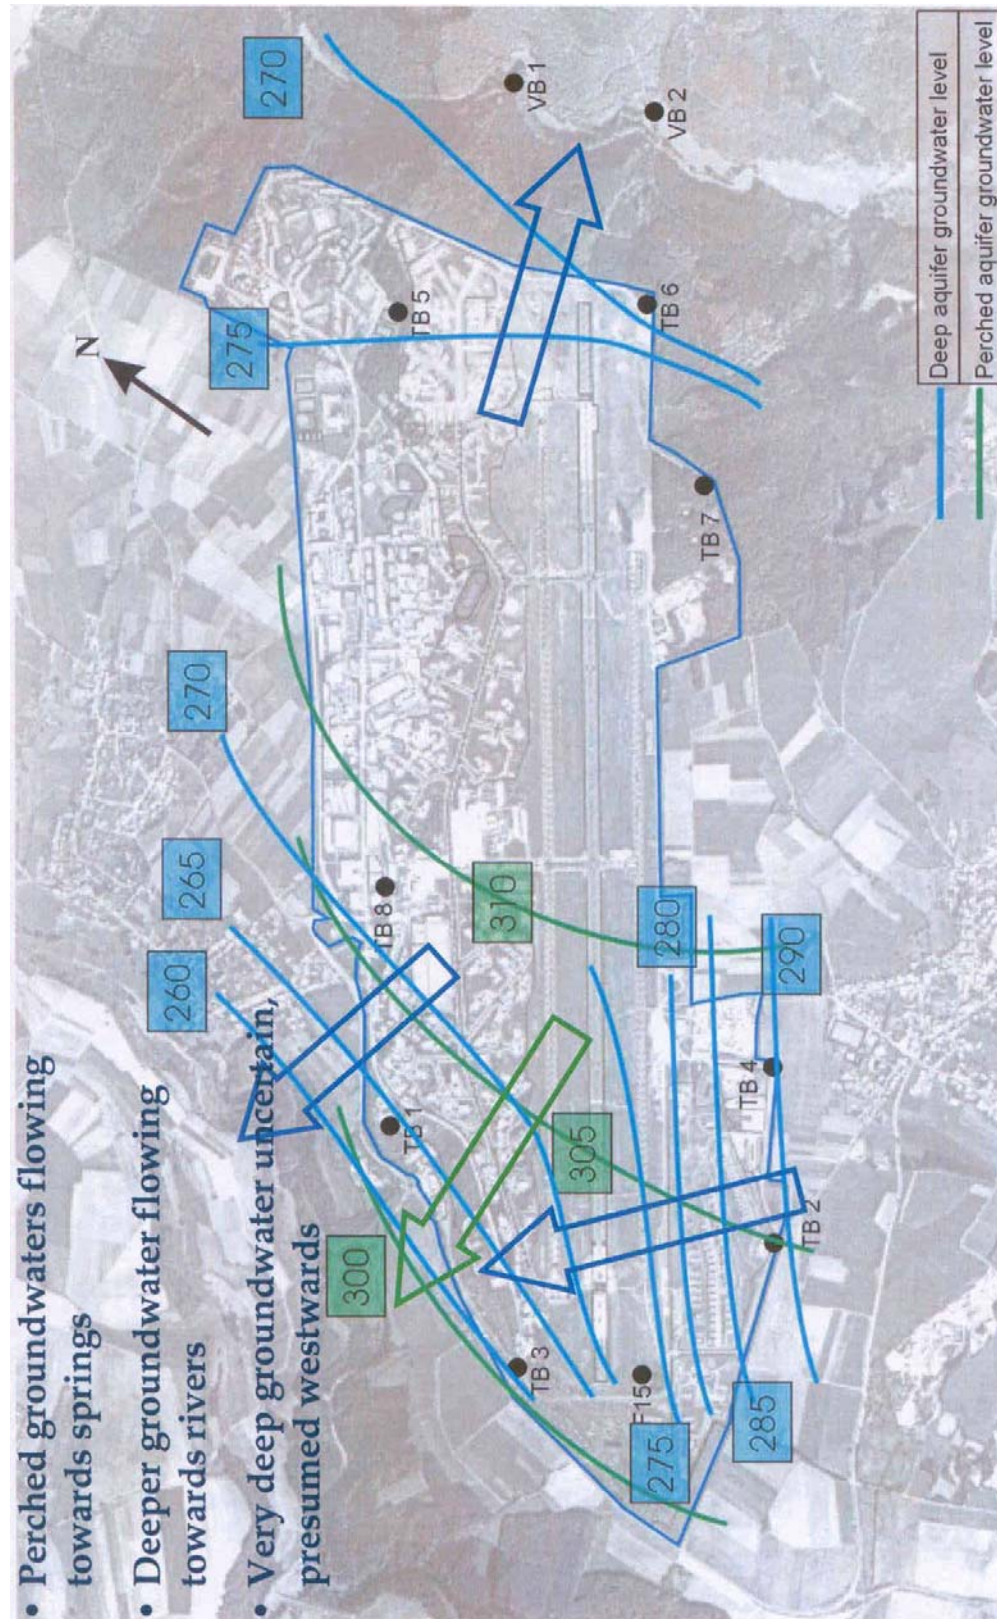 • Perched groundwaters flowing
towards springs
• Deeper groundwater flowing
towards rivers
• Very deep groundwater uncertain,
presumed westwards
N
260
265
270
275
270
300
305
310
275
285
280
290
TB 3
TB 1
TB 8
TB 5
VB 1
VB 2
F15
TB 2
TB 4
TB 7
TB 6
Deep aquifer groundwater level
Perched aquifer groundwater level